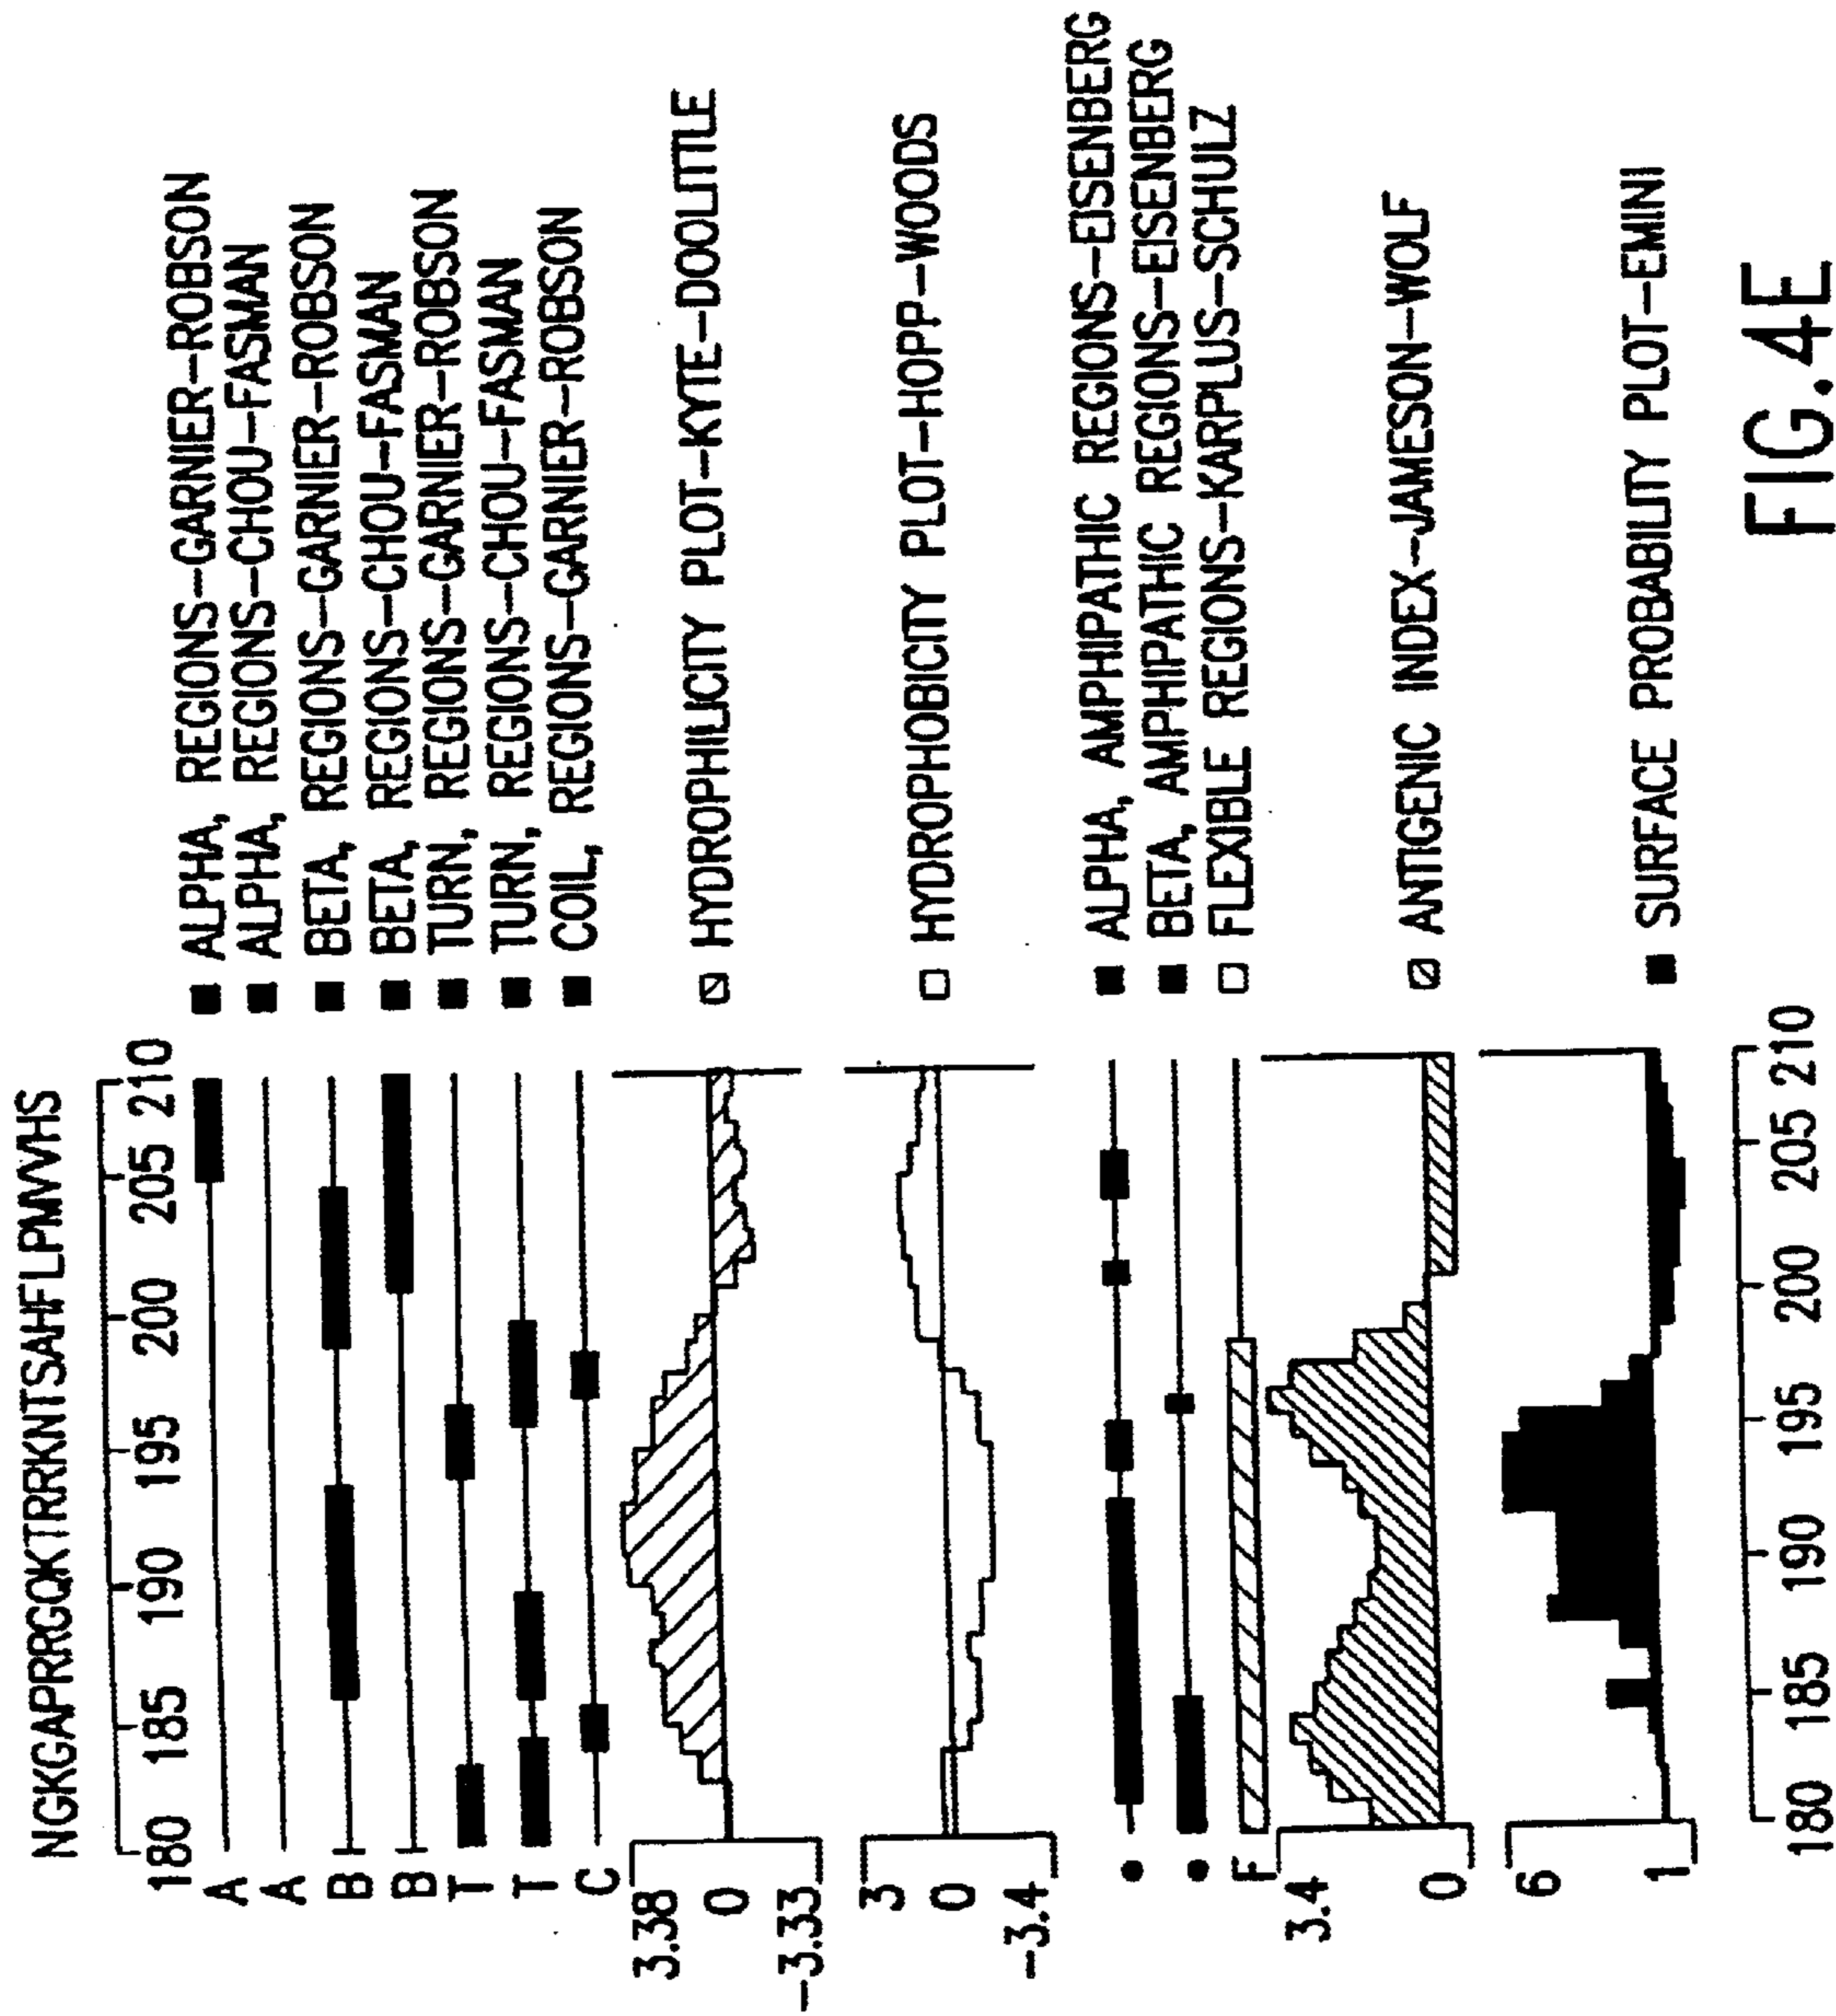 NGKGAPRRGQKTRRKNTSAHFLPMVVHS
180 185 190 195 200 205 210
A ALPHA, REGIONS–GARNIER–ROBSON
A ALPHA, REGIONS–CHOU–FASMAN
B BETA, REGIONS–GARNIER–ROBSON
B BETA, REGIONS–CHOU–FASMAN
T TURN, REGIONS–GARNIER–ROBSON
T TURN, REGIONS–CHOU–FASMAN
C COIL, REGIONS–GARNIER–ROBSON
3.38
0 HYDROPHILICITY PLOT–KYTE–DOOLITTLE
-3.33
3
0 HYDROPHOBICITY PLOT–HOPP–WOODS
-3.4
ALPHA, AMPHIPATHIC REGIONS–EISENBERG
BETA, AMPHIPATHIC REGIONS–EISENBERG
F FLEXIBLE REGIONS–KARPLUS–SCHULZ
3.4
ANTIGENIC INDEX–JAMESON–WOLF
0
6
SURFACE PROBABILITY PLOT–EMINI
1
180 185 190 195 200 205 210
FIG.4E